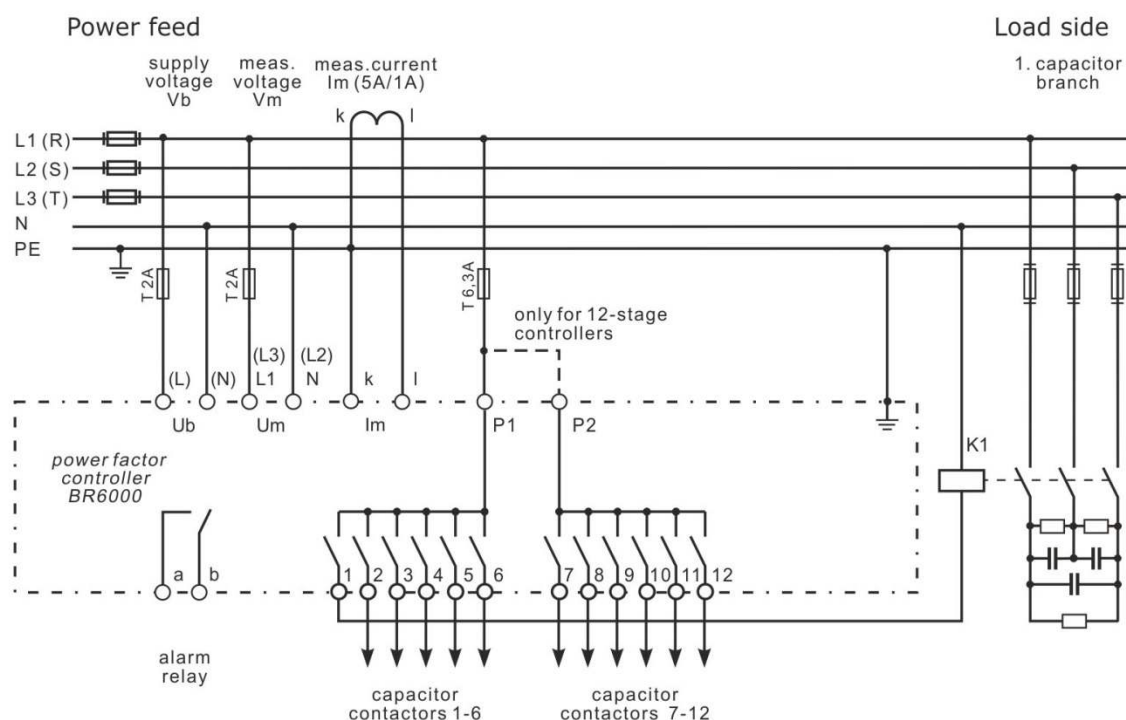 Power feed
Load side
supply
voltage
Vb
meas.
voltage
Vm
meas.current
Im (5A/1A)
1. capacitor
branch
k
l
L1 (R)
L2 (S)
L3 (T)
N
PE
T 2A
T 2A
T 6,3A
only for 12-stage
controllers
(L)
(N)
(L3)
L1
(L2)
N
k
l
Ub
Um
Im
P1
P2
K1
power factor
controller
BR6000
a
b
1
2
3
4
5
6
7
8
9
10
11
12
alarm
relay
capacitor
contactors 1-6
capacitor
contactors 7-12